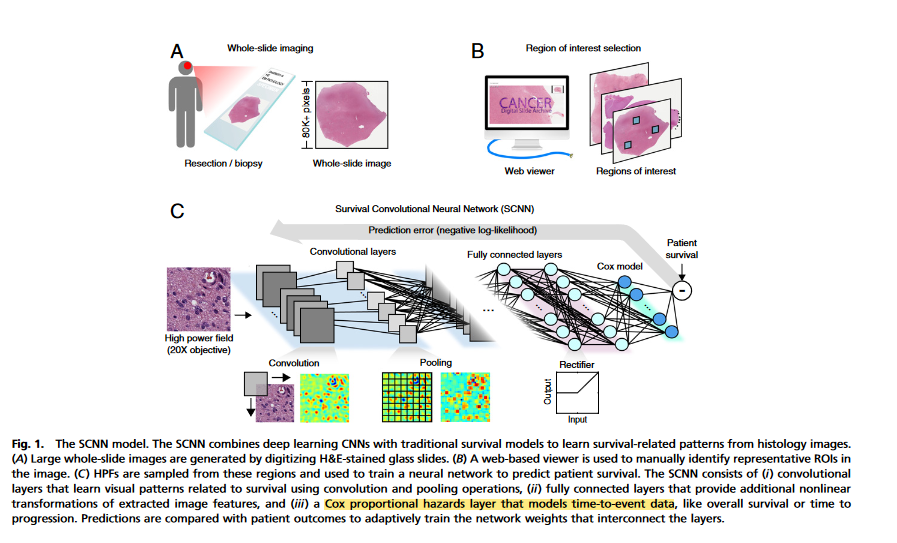 A
Whole-slide imaging
80K+ pixels
Resection / biopsy
Whole-slide image
B
Region of interest selection
CANCER
Digital Slide Archive
Web viewer
Regions of interest
C
Survival Convolutional Neural Network (SCNN)
Prediction error (negative log-likelihood)
Patient
survival
Convolutional layers
Fully connected layers
Cox model
-
...
High power field
(20X objective)
Convolution
Pooling
Rectifier
Output
Input
Fig. 1. The SCNN model. The SCNN combines deep learning CNNs with traditional survival models to learn survival-related patterns from histology images.
(A) Large whole-slide images are generated by digitizing H&E-stained glass slides. (B) A web-based viewer is used to manually identify representative ROIs in
the image. (C) HPFs are sampled from these regions and used to train a neural network to predict patient survival. The SCNN consists of (i) convolutional
layers that learn visual patterns related to survival using convolution and pooling operations, (ii) fully connected layers that provide additional nonlinear
transformations of extracted image features, and (iii) a Cox proportional hazards layer that models time-to-event data, like overall survival or time to
progression. Predictions are compared with patient outcomes to adaptively train the network weights that interconnect the layers.